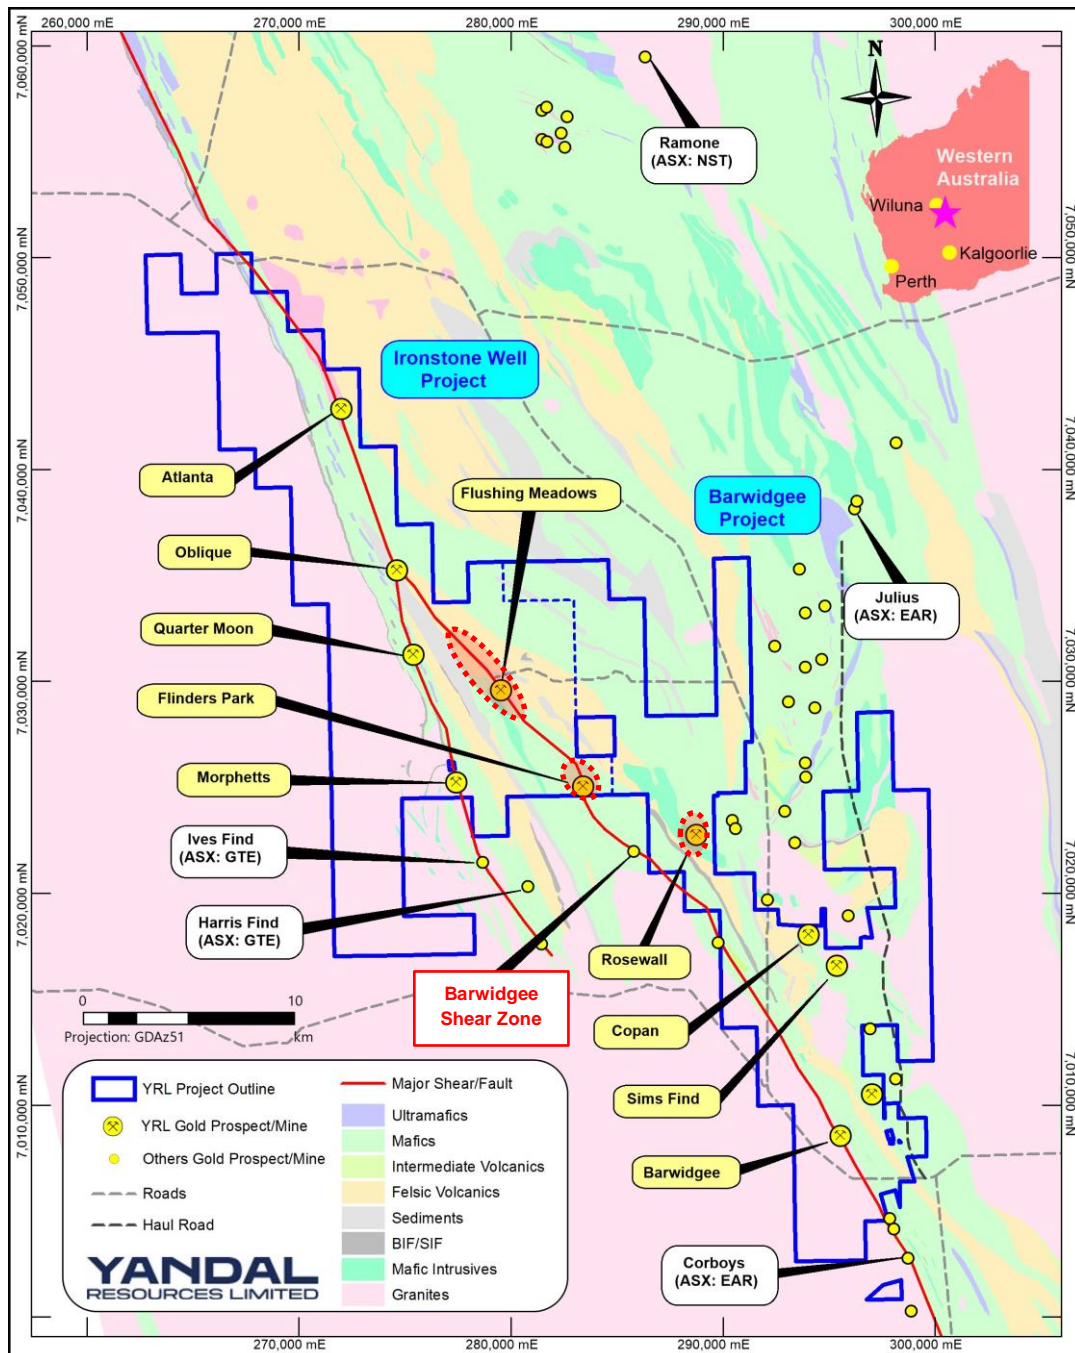 260,000 mE
270,000 mE
280,000 mE
290,000 mE
300,000 mE
7,060,000 mN
N
Ramone
(ASX: NST)
Western
Australia
Wiluna
Kalgoorlie
Perth
7,050,000 mN
7,050,000 mN
Ironstone Well
Project
Atlanta
Flushing Meadows
Barwidgee
Project
7,040,000 mN
7,040,000 mN
Oblique
Julius
(ASX: EAR)
Quarter Moon
Flinders Park
7,030,000 mN
7,030,000 mN
Morphetts
Ives Find
(ASX: GTE)
Harris Find
(ASX: GTE)
7,020,000 mN
7,020,000 mN
Rosewall
Barwidgee
Shear Zone
Copan
0
10
Projection: GDAz51
km
Sims Find
7,010,000 mN
7,010,000 mN
Barwidgee
Corboys
(ASX: EAR)
YRL Project Outline
YRL Gold Prospect/Mine
Others Gold Prospect/Mine
Roads
Haul Road
YANDAL
RESOURCES LIMITED
Major Shear/Fault
Ultramafics
Mafics
Intermediate Volcanics
Felsic Volcanics
Sediments
BIF/SIF
Mafic Intrusives
Granites
270,000 mE
280,000 mE
290,000 mE
300,000 mE